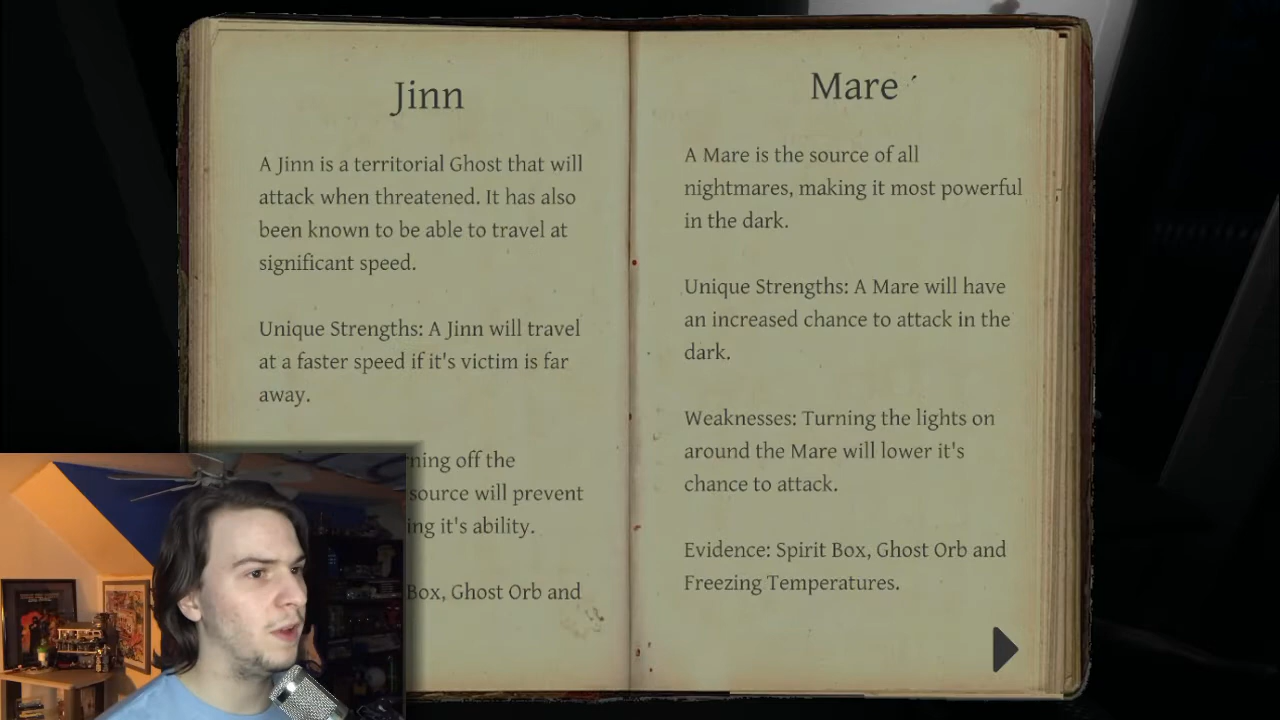 Jinn
A Jinn is a territorial Ghost that will
attack when threatened. It has also
been known to be able to travel at
significant speed.
Unique Strengths: A Jinn will travel
at a faster speed if it's victim is far
away.
off the
source will prevent
it's ability.
Box, Ghost Orb and
Mare
A Mare is the source of all
nightmares, making it most powerful
in the dark.
Unique Strengths: A Mare will have
an increased chance to attack in the
dark.
Weaknesses: Turning the lights on
around the Mare will lower it's
chance to attack.
Evidence: Spirit Box, Ghost Orb and
Freezing Temperatures.